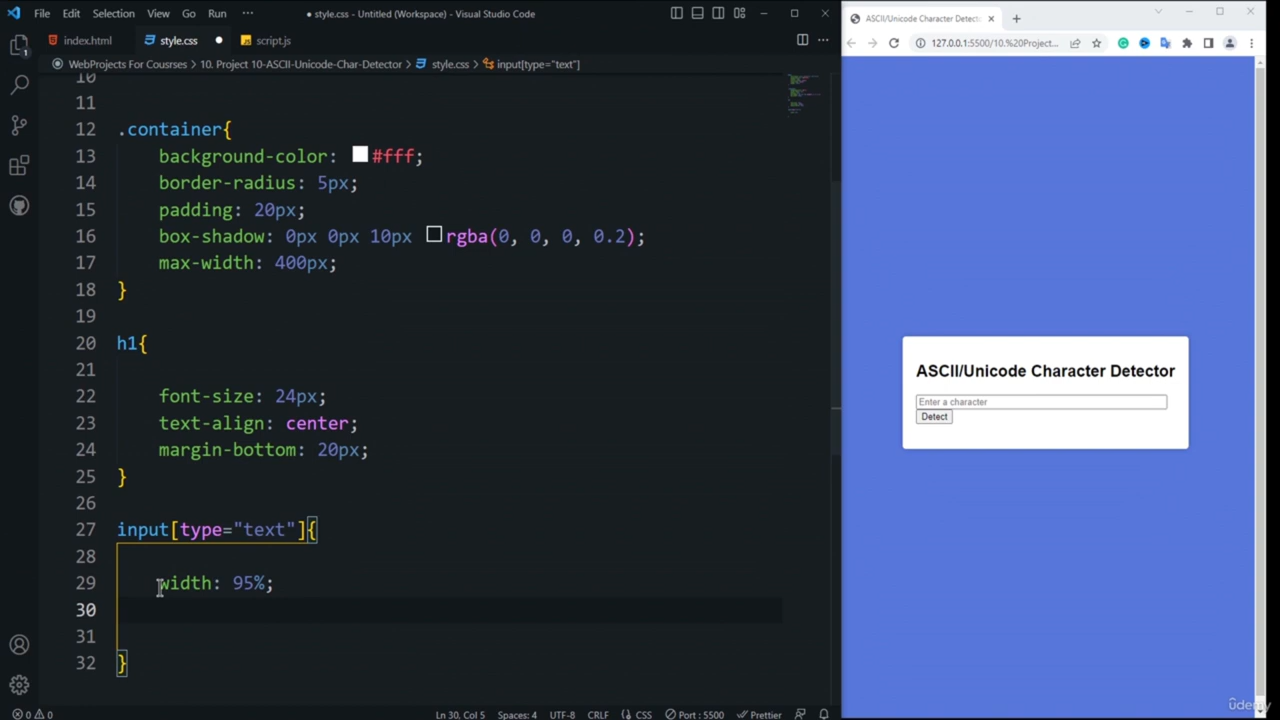 File Edit Selection View Go Run ··· ● style.css - Untitled (Workspace) - Visual Studio Code
index.html style.css ● script.js
WebProjects For Coursses > 10. Project 10-ASCII-Unicode-Char-Detector > style.css > input[type="text"]
10
11
12 .container{
13 background-color: #fff;
14 border-radius: 5px;
15 padding: 20px;
16 box-shadow: 0px 0px 10px rgba(0, 0, 0, 0.2);
17 max-width: 400px;
18 }
19
20 h1{
21
22 font-size: 24px;
23 text-align: center;
24 margin-bottom: 20px;
25 }
26
27 input[type="text"]{
28
29 width: 95%;
30
31
32 }
1
0 0 Ln 30, Col 5 Spaces: 4 UTF-8 CRLF CSS Port : 5500 Prettier
ASCII/Unicode Character Detecto
127.0.0.1:5500/10.%20Project...
ASCII/Unicode Character Detector
Enter a character
Detect
udemy